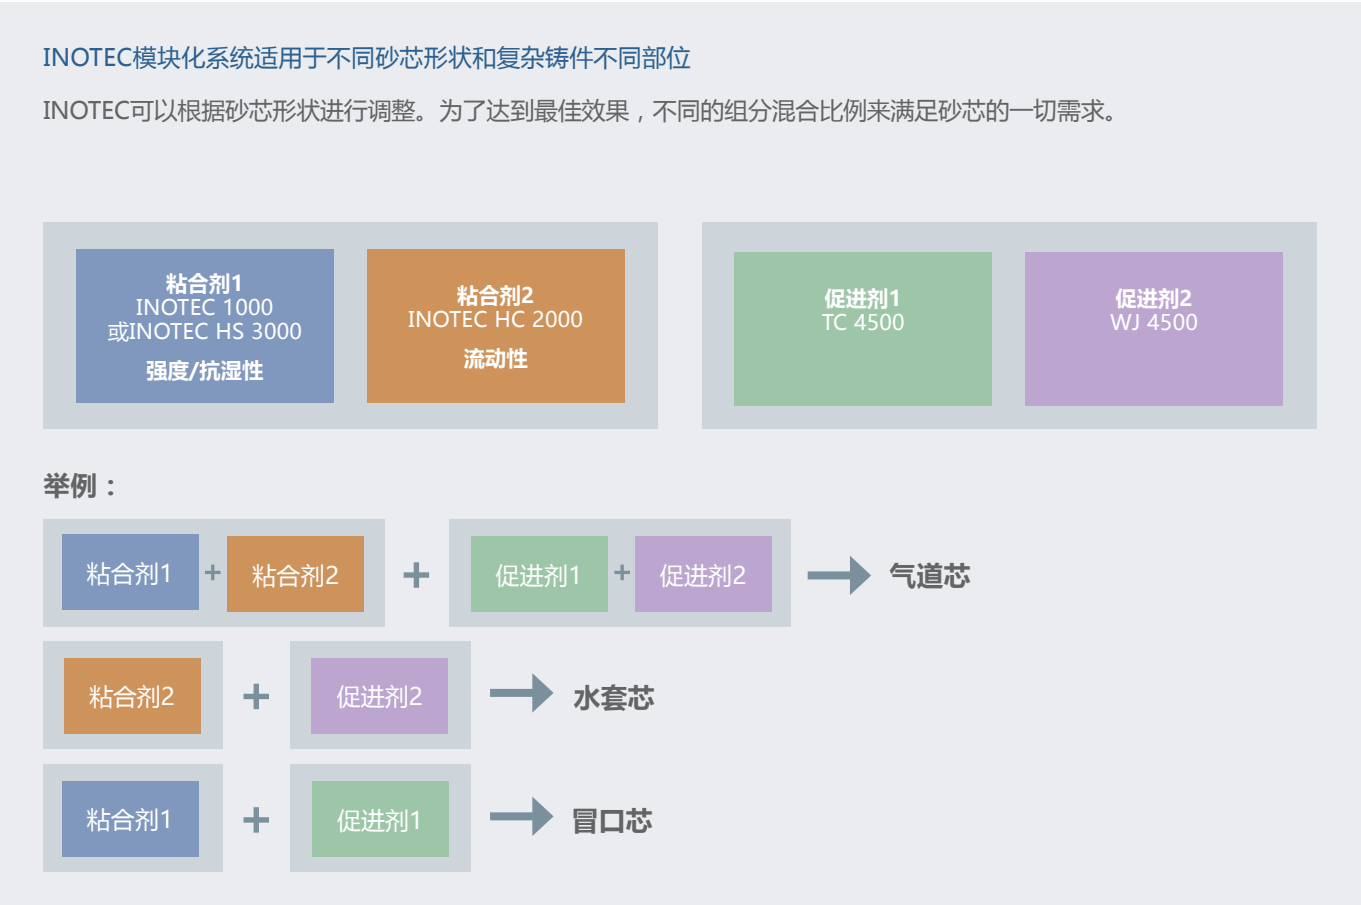 INOTEC模块化系统适用于不同砂芯形状和复杂铸件不同部位
INOTEC可以根据砂芯形状进行调整。为了达到最佳效果，不同的组分混合比例来满足砂芯的一切需求。
粘合剂1
INOTEC 1000
或INOTEC HS 3000
强度/抗湿性
粘合剂2
INOTEC HC 2000
流动性
促进剂1
TC 4500
促进剂2
WJ 4500
举例：
粘合剂1 + 粘合剂2 + 促进剂1 + 促进剂2 气道芯
粘合剂2 + 促进剂2 水套芯
粘合剂1 + 促进剂1 冒口芯